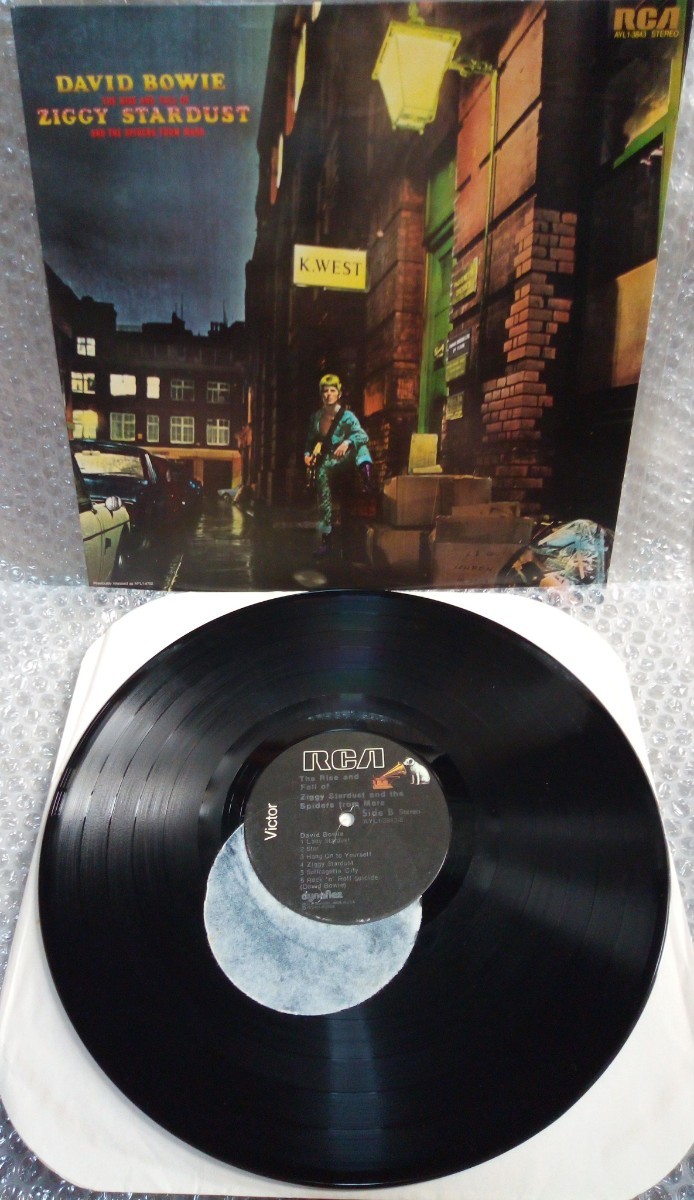 RCA
AYL1-3843 STEREO
DAVID BOWIE
THE RISE AND FALL OF
ZIGGY STARDUST
AND THE SPIDERS FROM MARS
K.WEST
RCA
The Rise and
Fall of
Ziggy Stardust and the
Spiders from Mars
Victor
Side B Stereo
David Bowie
1 Lady Stardust
2 Star
3 Hang On to Yourself
4 Ziggy Stardust
5 Suffragette City
6 Rock 'n' Roll Suicide
(David Bowie)
dynaflex